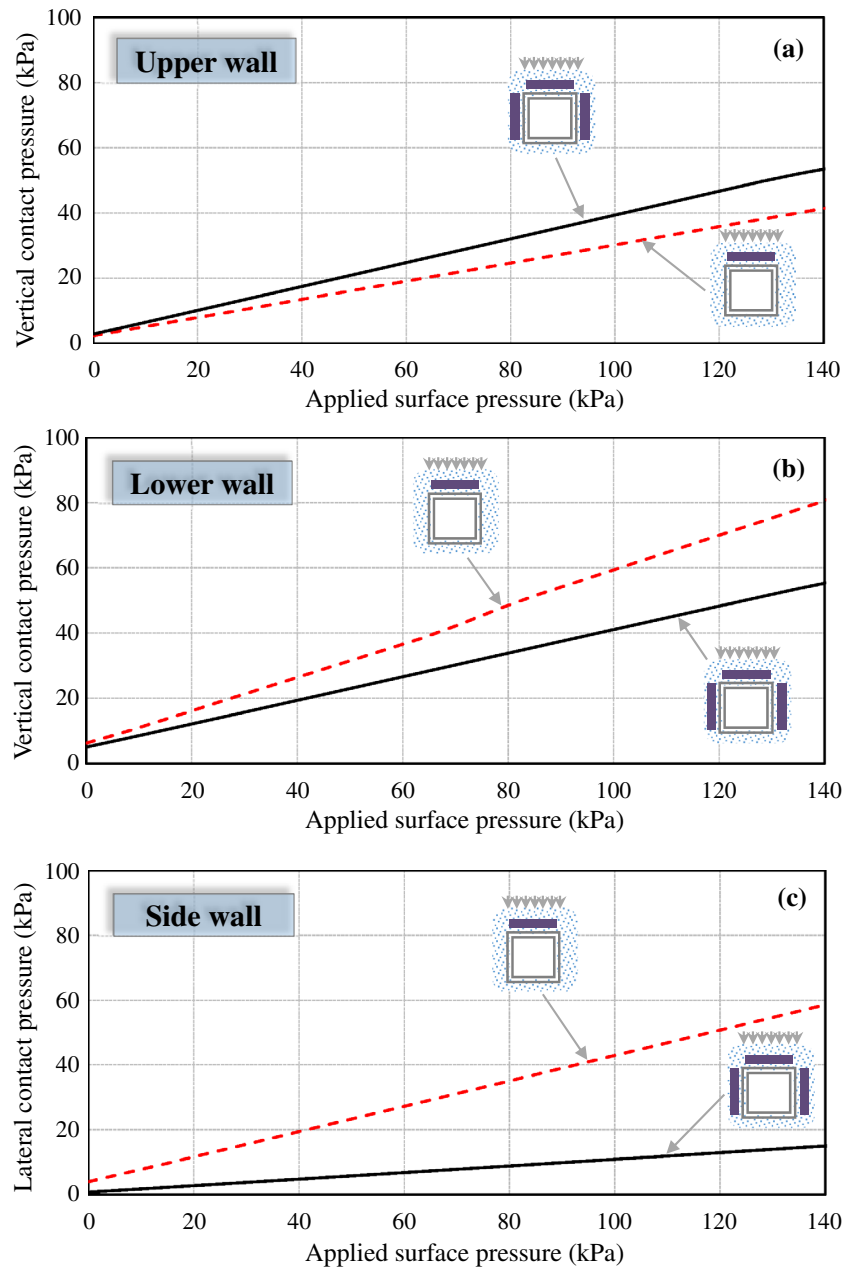 (a)
Upper wall
Vertical contact pressure (kPa)
100
80
60
40
20
0
0 20 40 60 80 100 120 140
Applied surface pressure (kPa)
(b)
Lower wall
Vertical contact pressure (kPa)
100
80
60
40
20
0
0 20 40 60 80 100 120 140
Applied surface pressure (kPa)
(c)
Side wall
Lateral contact pressure (kPa)
100
80
60
40
20
0
0 20 40 60 80 100 120 140
Applied surface pressure (kPa)